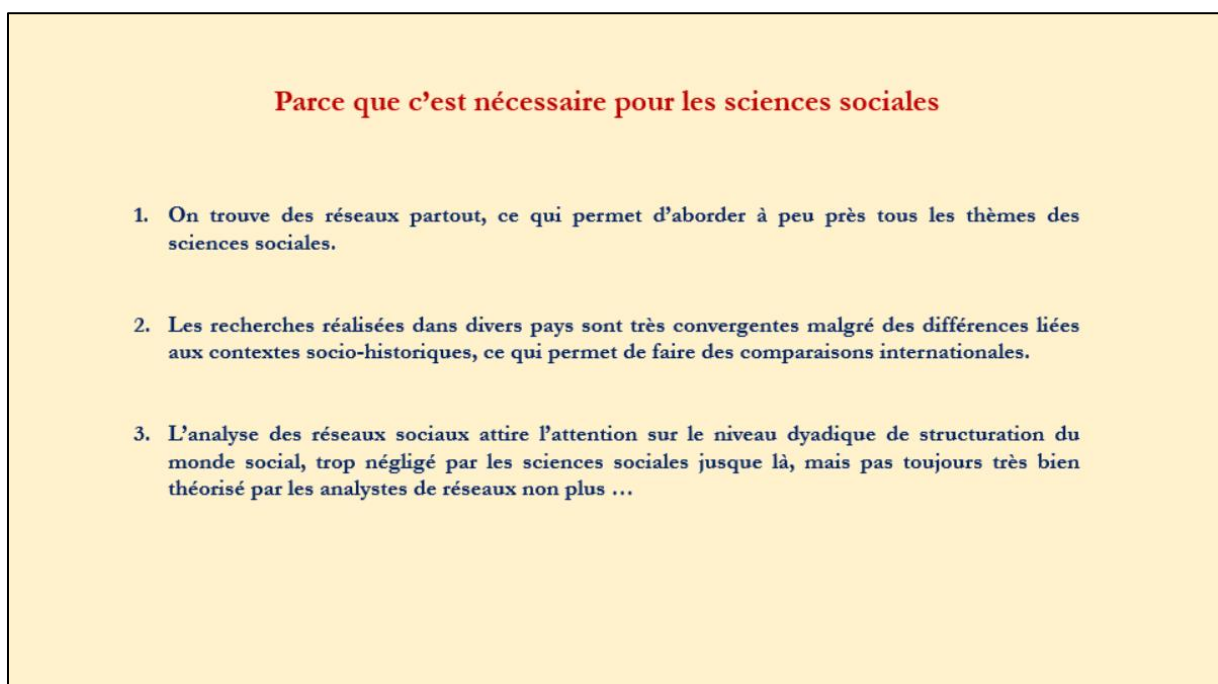 Parce que c’est nécessaire pour les sciences sociales
1. On trouve des réseaux partout, ce qui permet d’aborder à peu près tous les thèmes des
sciences sociales.
2. Les recherches réalisées dans divers pays sont très convergentes malgré des différences liées
aux contextes socio-historiques, ce qui permet de faire des comparaisons internationales.
3. L’analyse des réseaux sociaux attire l’attention sur le niveau dyadique de structuration du
monde social, trop négligé par les sciences sociales jusque là, mais pas toujours très bien
théorisé par les analystes de réseaux non plus …